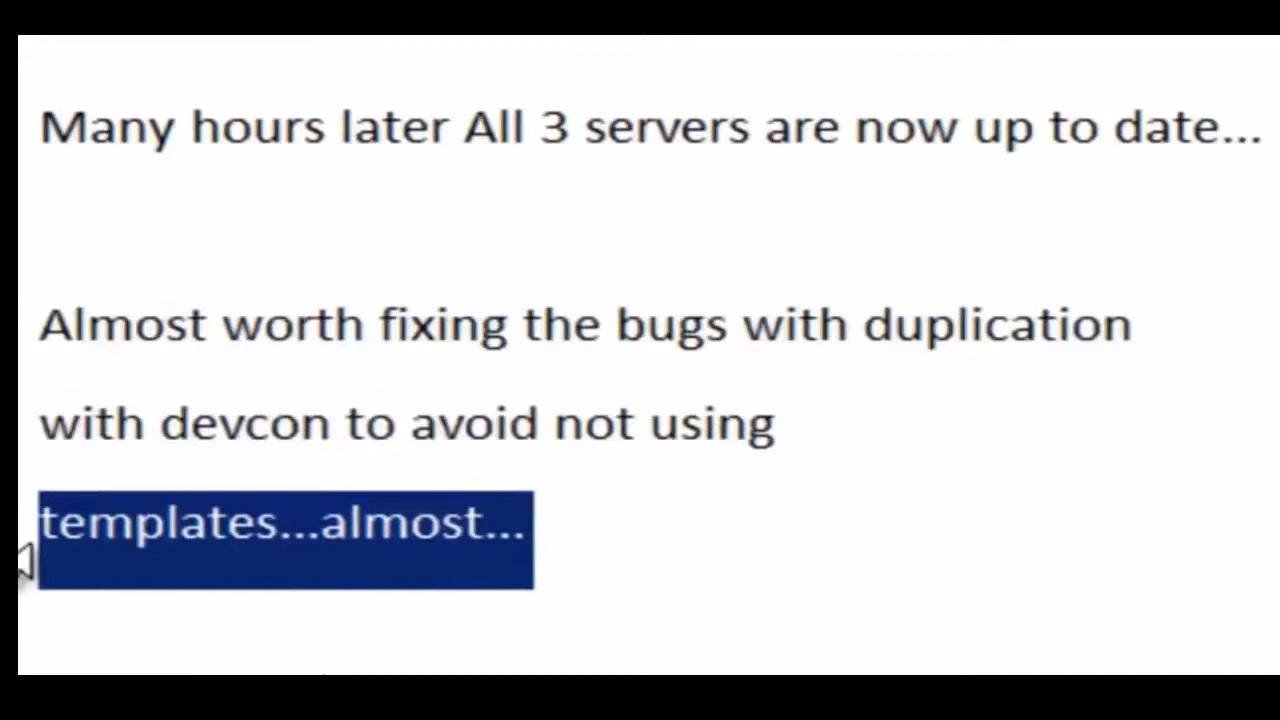 Many hours later All 3 servers are now up to date...
Almost worth fixing the bugs with duplication
with devcon to avoid not using
templates...almost...